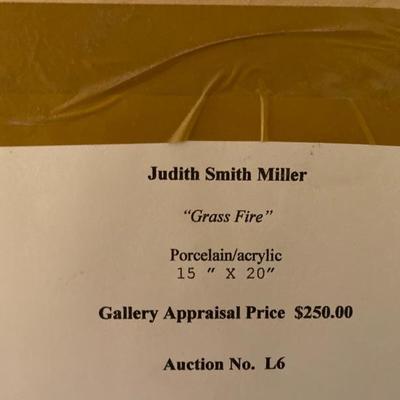 Judith Smith Miller
“Grass Fire”
Porcelain/acrylic
15 ″ X 20″
Gallery Appraisal Price $250.00
Auction No. L6